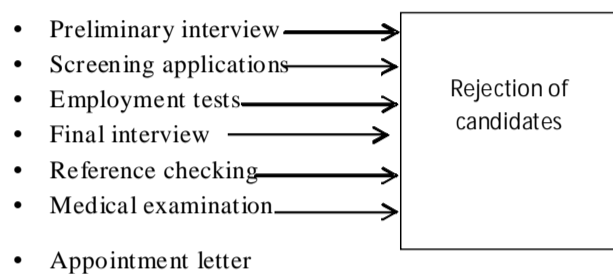 • Preliminary interview
• Screening applications
• Employment tests
• Final interview
• Reference checking
• Medical examination
• Appointment letter
Rejection of
candidates